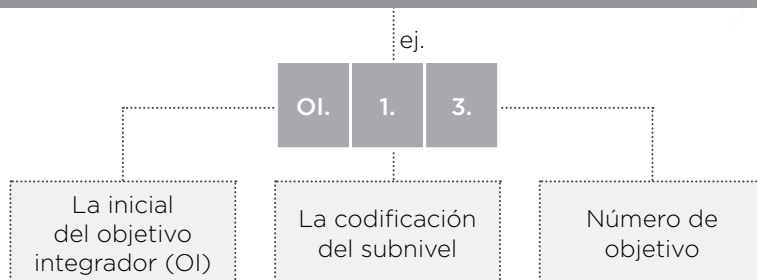 ej.
OI. 1. 3.
La inicial
del objetivo
integrador (OI)
La codificación
del subnivel
Número de
objetivo